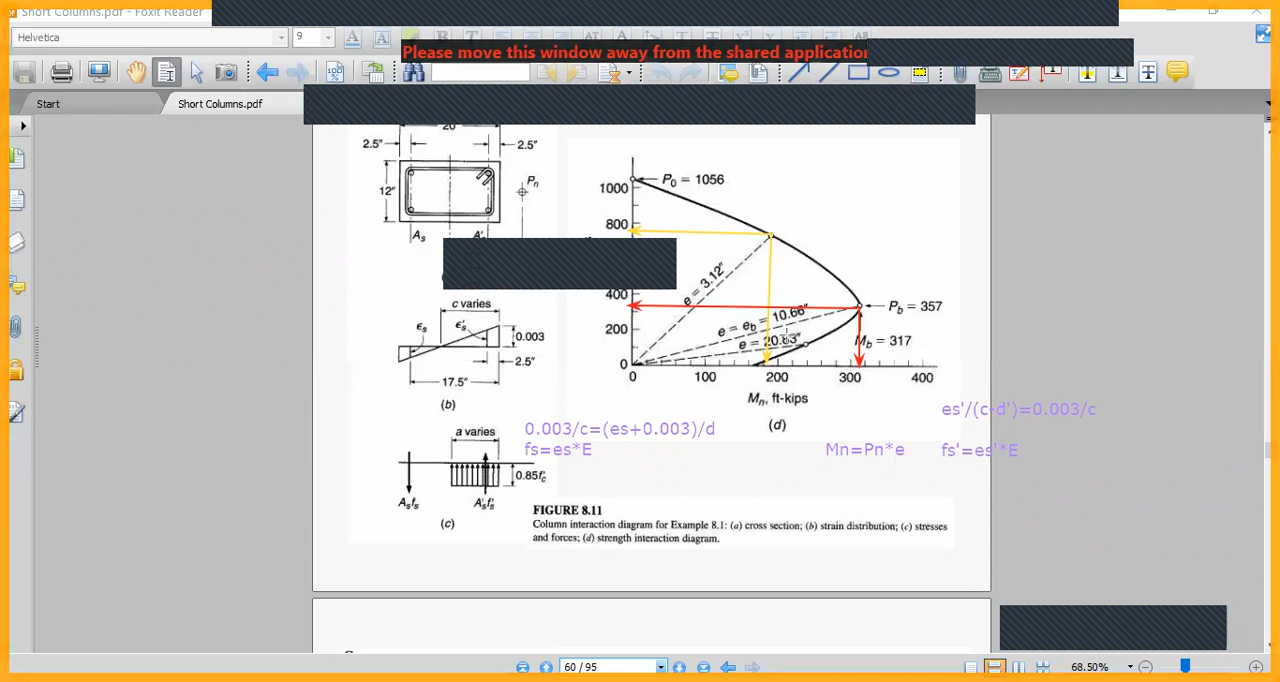 Short Columns.pdf - Foxit Reader
Helvetica
9
Please move this window away from the shared application
Start
Short Columns.pdf
20"
2.5"
2.5"
12"
Pn
As
1000
800
400
200
0
P0 = 1056
e = 3.12"
e = eb = 10.66"
Pb = 357
Mb = 317
0
100
200
300
400
Mn, ft-kips
(d)
c varies
ϵs
ϵ's
0.003
2.5"
17.5"
(b)
a varies
0.85f'c
Asfs
A'sf's
(c)
es'/(c-d')=0.003/c
0.003/c=(es+0.003)/d
fs=es*E
Mn=Pn*e
fs'=es'*E
FIGURE 8.11
Column interaction diagram for Example 8.1: (a) cross section; (b) strain distribution; (c) stresses
and forces; (d) strength interaction diagram.
60 / 95
68.50%